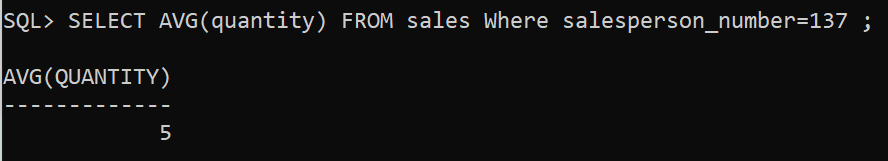 SQL> SELECT AVG(quantity) FROM sales Where salesperson_number=137 ;
AVG(QUANTITY)
-------------
5